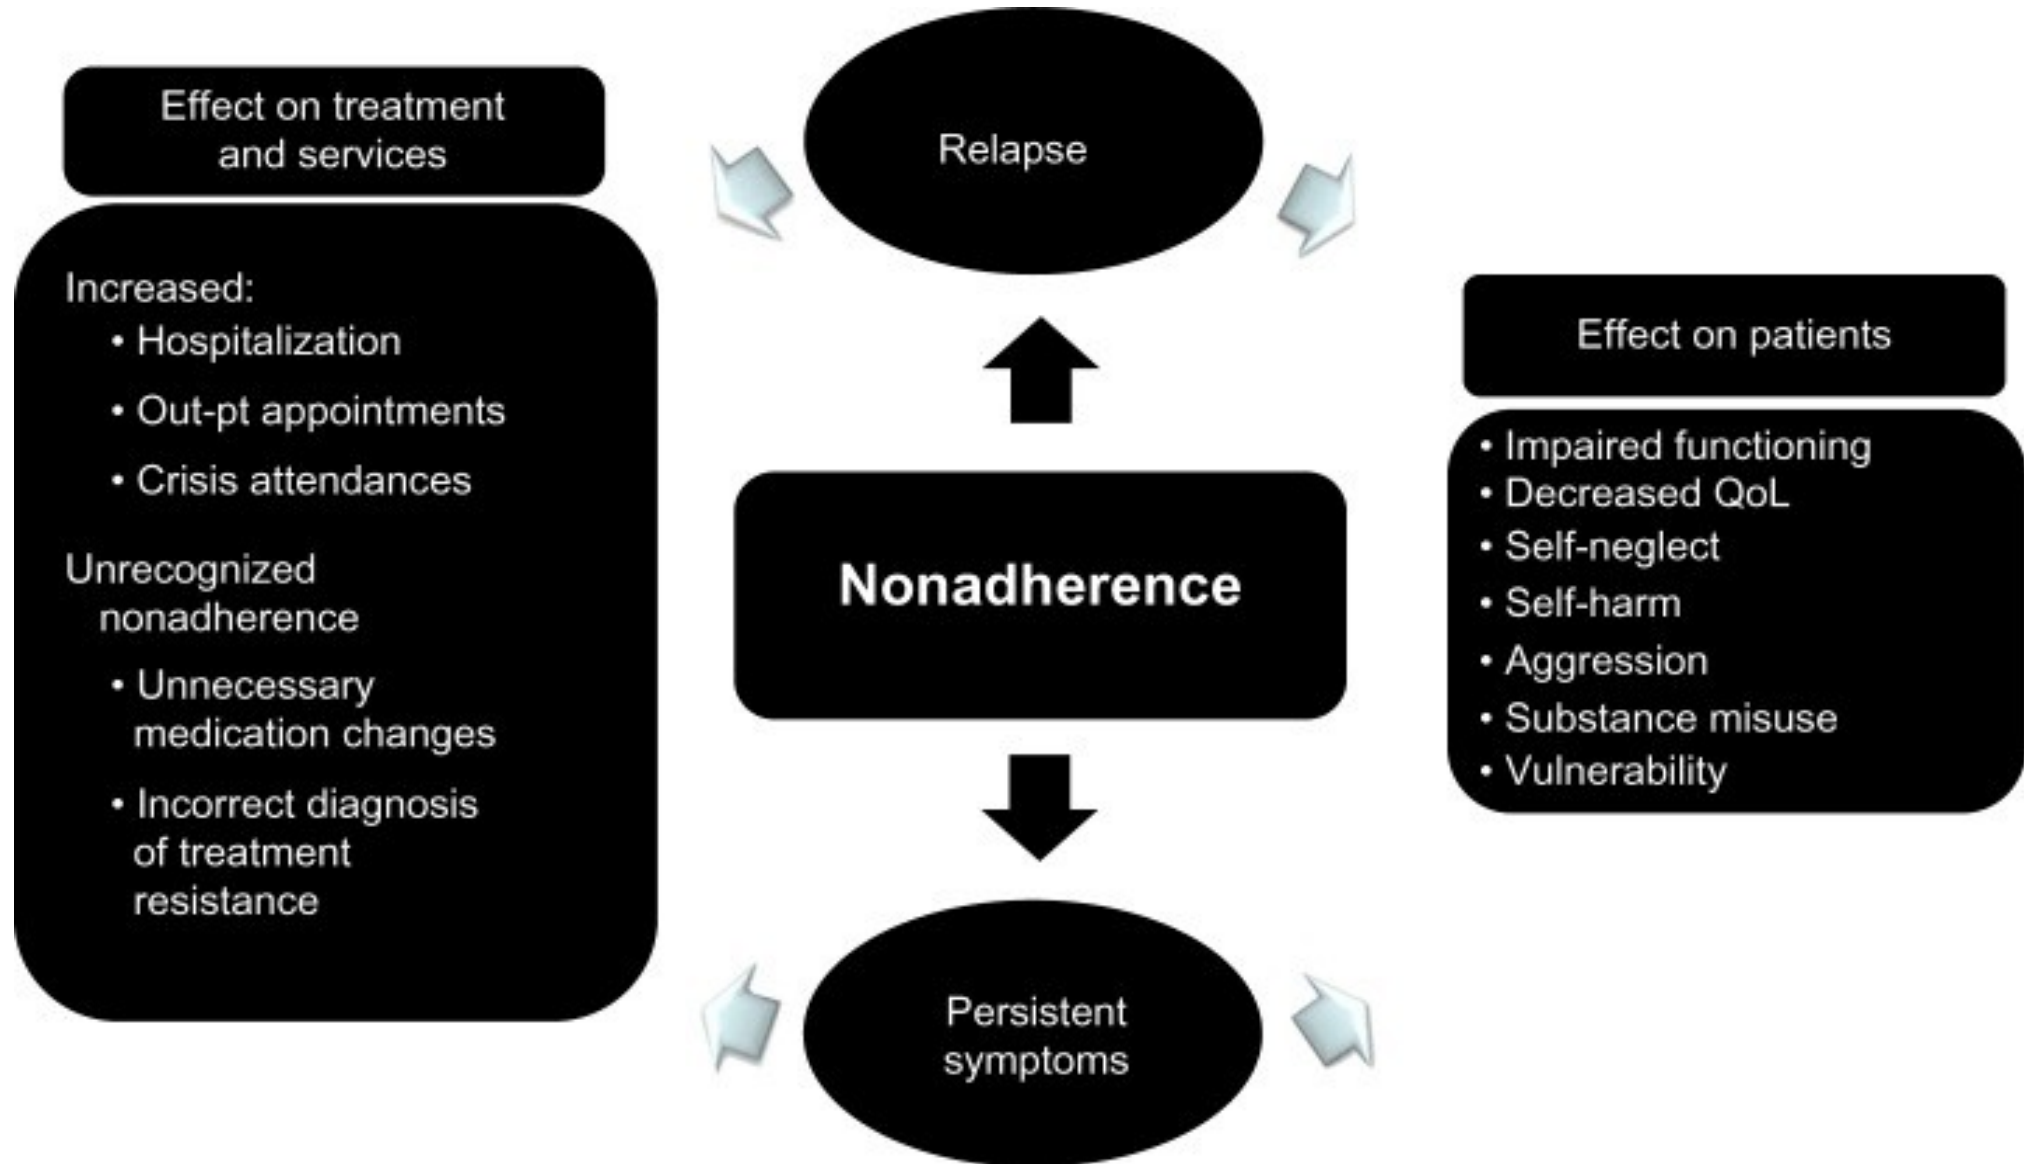 Effect on treatment
and services
Increased:
• Hospitalization
• Out-pt appointments
• Crisis attendances
Unrecognized
nonadherence
• Unnecessary
medication changes
• Incorrect diagnosis
of treatment
resistance
Relapse
Nonadherence
Persistent
symptoms
Effect on patients
• Impaired functioning
• Decreased QoL
• Self-neglect
• Self-harm
• Aggression
• Substance misuse
• Vulnerability